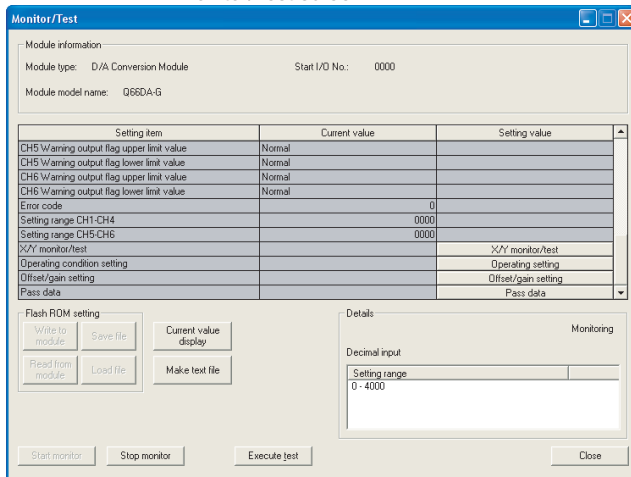 Monitor/Test
Module information
Module type: D/A Conversion Module Start I/O No.: 0000
Module model name: Q66DA-G
Setting item Current value Setting value
CH5 Warning output flag upper limit value Normal
CH5 Warning output flag lower limit value Normal
CH6 Warning output flag upper limit value Normal
CH6 Warning output flag lower limit value Normal
Error code 0
Setting range CH1-CH4 0000
Setting range CH5-CH6 0000
X/Y monitor/test X/Y monitor/test
Operating condition setting Operating setting
Offset/gain setting Offset/gain setting
Pass data Pass data
Flash ROM setting
Write to module
Save file
Current value display
Read from module
Load file
Make text file
Details
Monitoring
Decimal input
Setting range
0 - 4000
Start monitor Stop monitor Execute test Close